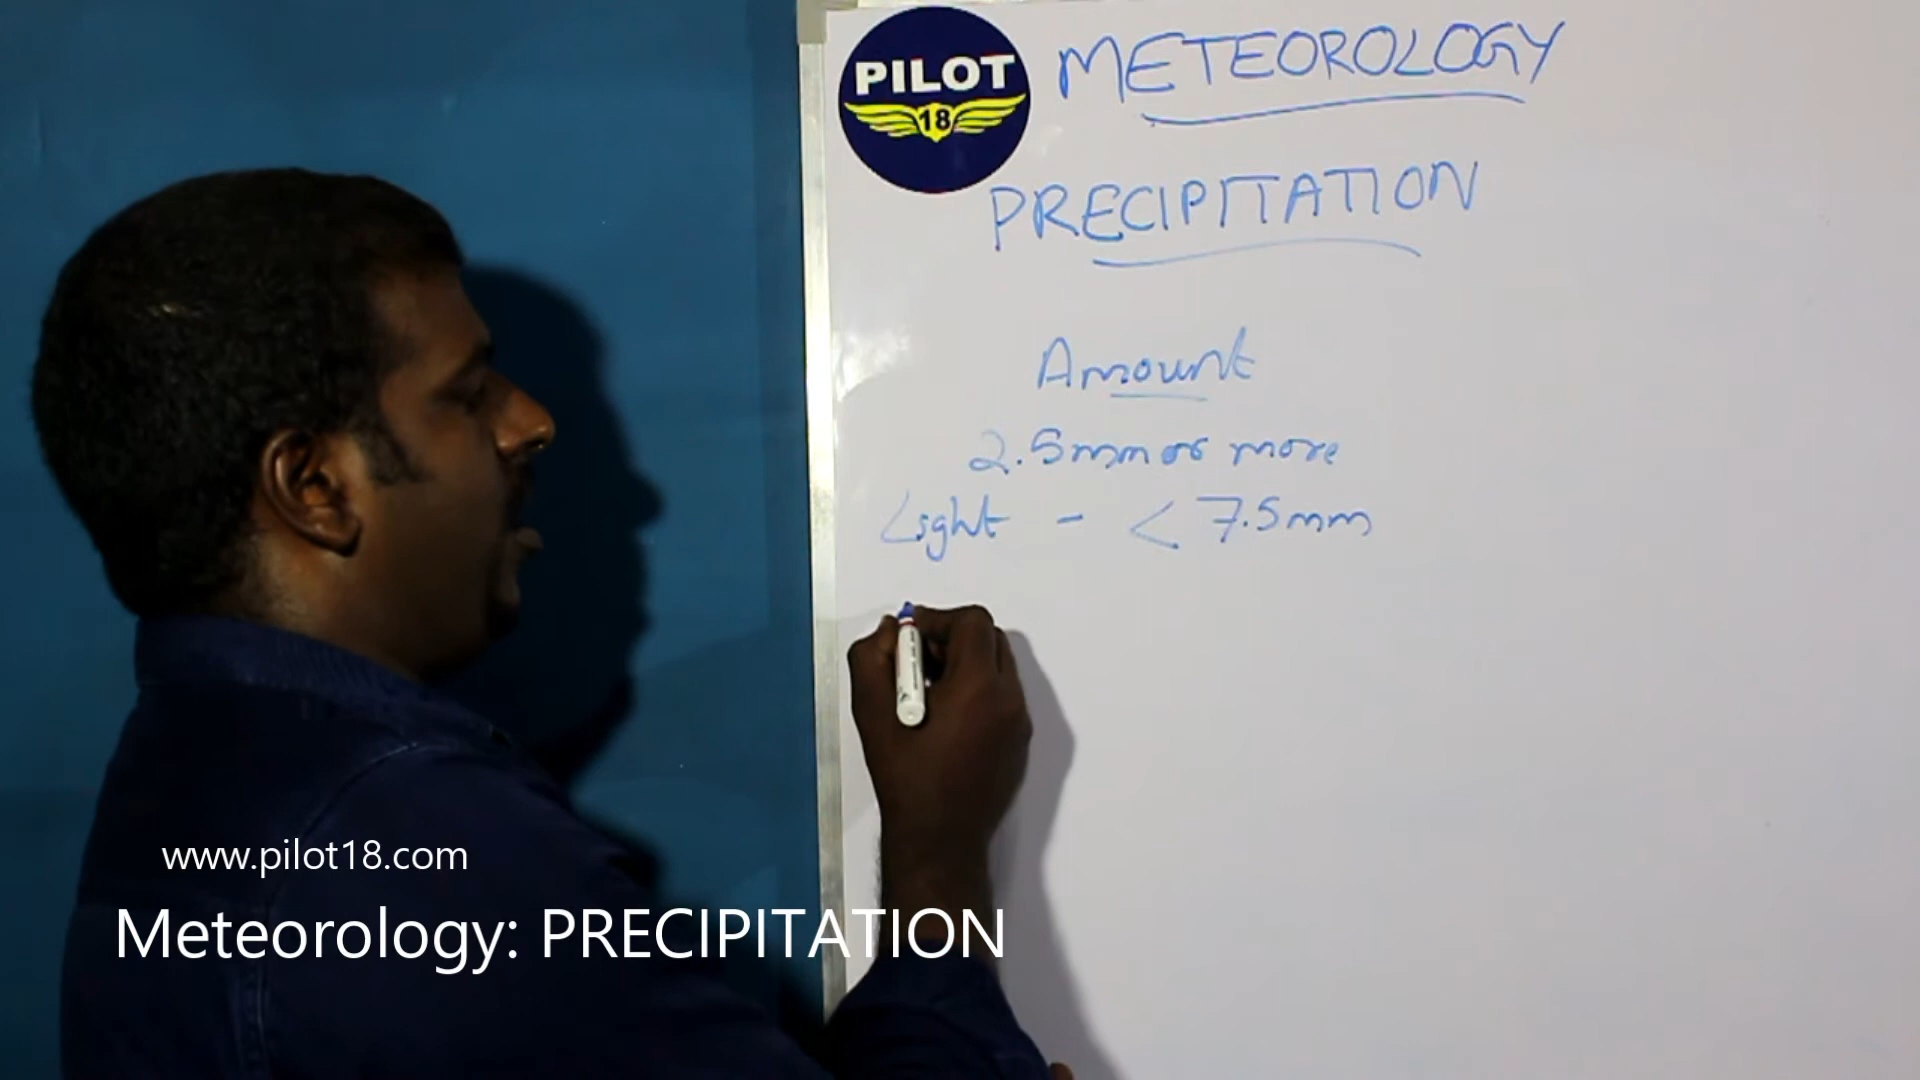 PILOT
18
METEOROLOGY
PRECIPITATION
Amount
2.5mm or more
Light - < 7.5mm
www.pilot18.com
Meteorology: PRECIPITATION